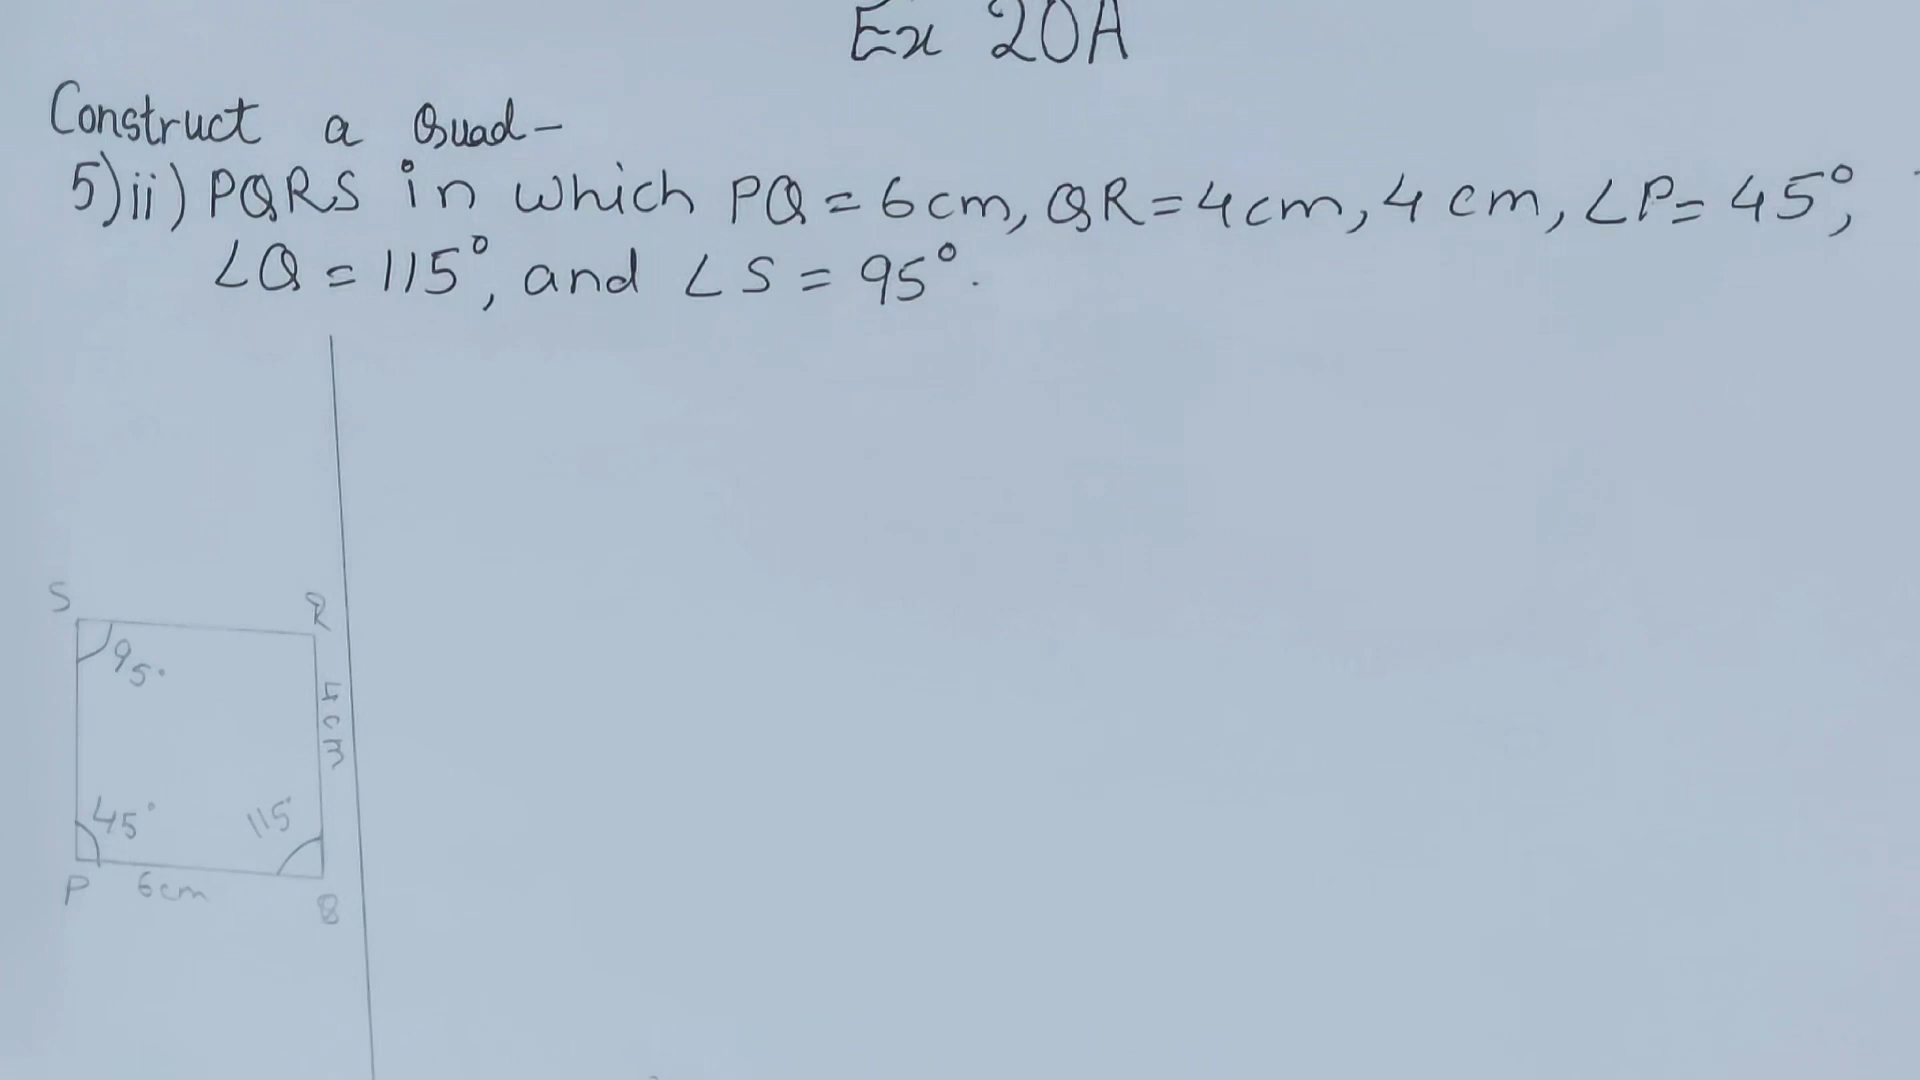 Ex 20A
Construct a Quad-
5)ii) PQRS in which PQ = 6cm, QR = 4cm, 4 cm, ∠P = 45°,
∠Q = 115°, and ∠S = 95°.
S
R
95°
4cm
45°
115
P
6cm
Q